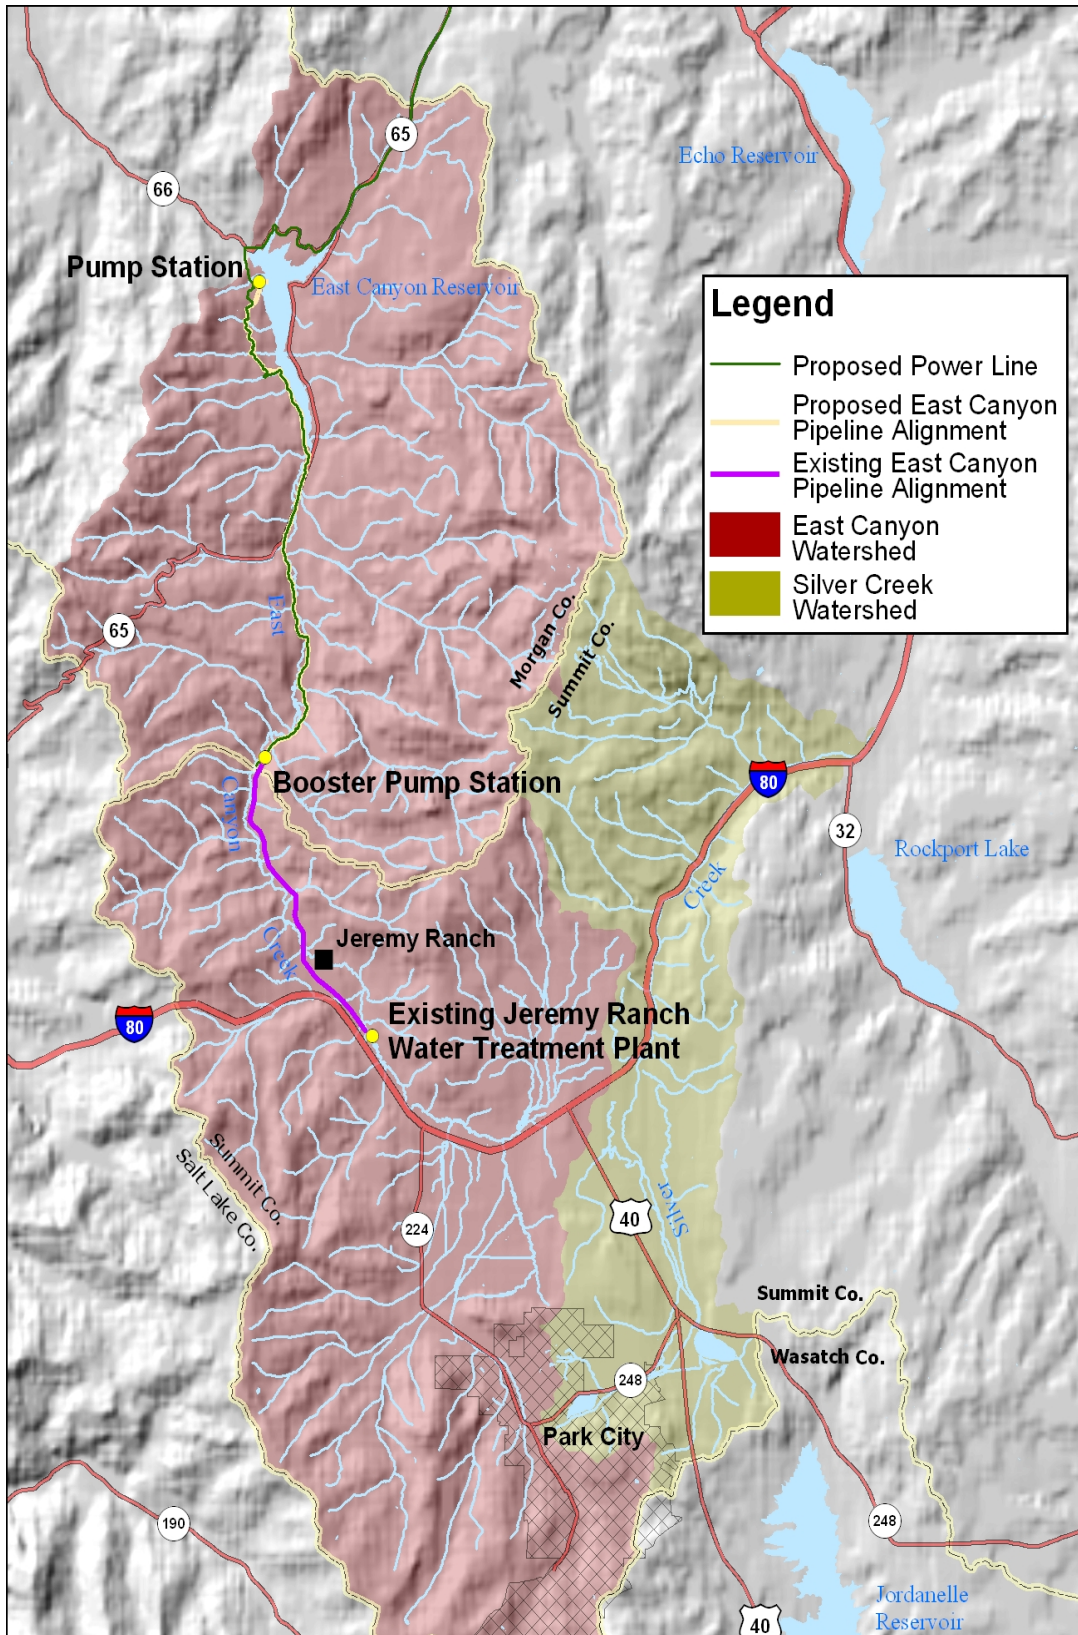 65
Echo Reservoir
66
Pump Station
East Canyon Reservoir
Legend
Proposed Power Line
Proposed East Canyon
Pipeline Alignment
Existing East Canyon
Pipeline Alignment
East Canyon
Watershed
Silver Creek
Watershed
East
65
Morgan Co.
Summit Co.
Booster Pump Station
80
Canyon
32
Rockport Lake
Creek
Jeremy Ranch
Creek
80
Existing Jeremy Ranch
Water Treatment Plant
Summit Co.
Salt Lake Co.
224
40
Silver
Summit Co.
Wasatch Co.
248
Park City
190
248
Jordanelle
Reservoir
40